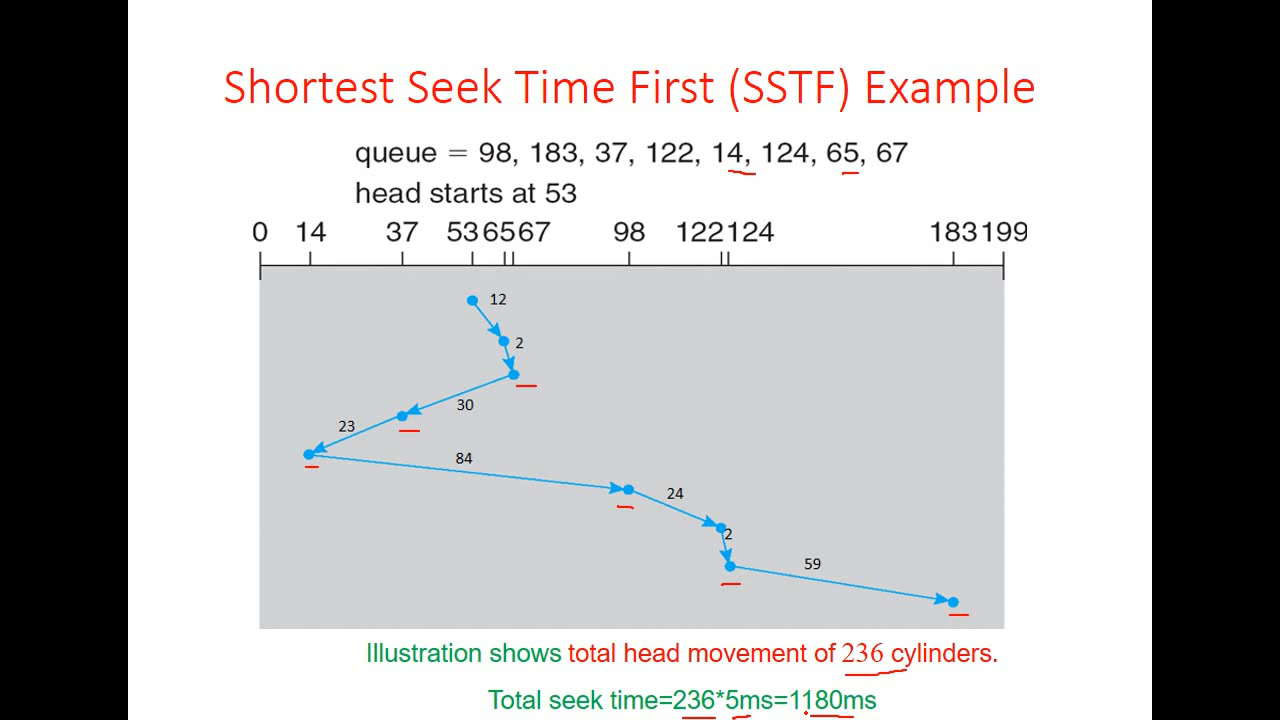 Shortest Seek Time First (SSTF) Example
queue = 98, 183, 37, 122, 14, 124, 65, 67
head starts at 53
0 14 37 53 65 67 98 122 124 183 199
12
2
30
23
84
24
2
59
Illustration shows total head movement of 236 cylinders.
Total seek time=236*5ms=1180ms